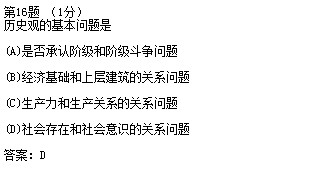 第16题 （1分）
历史观的基本问题是
(A)是否承认阶级和阶级斗争问题
(B)经济基础和上层建筑的关系问题
(C)生产力和生产关系的关系问题
(D)社会存在和社会意识的关系问题
答案：D